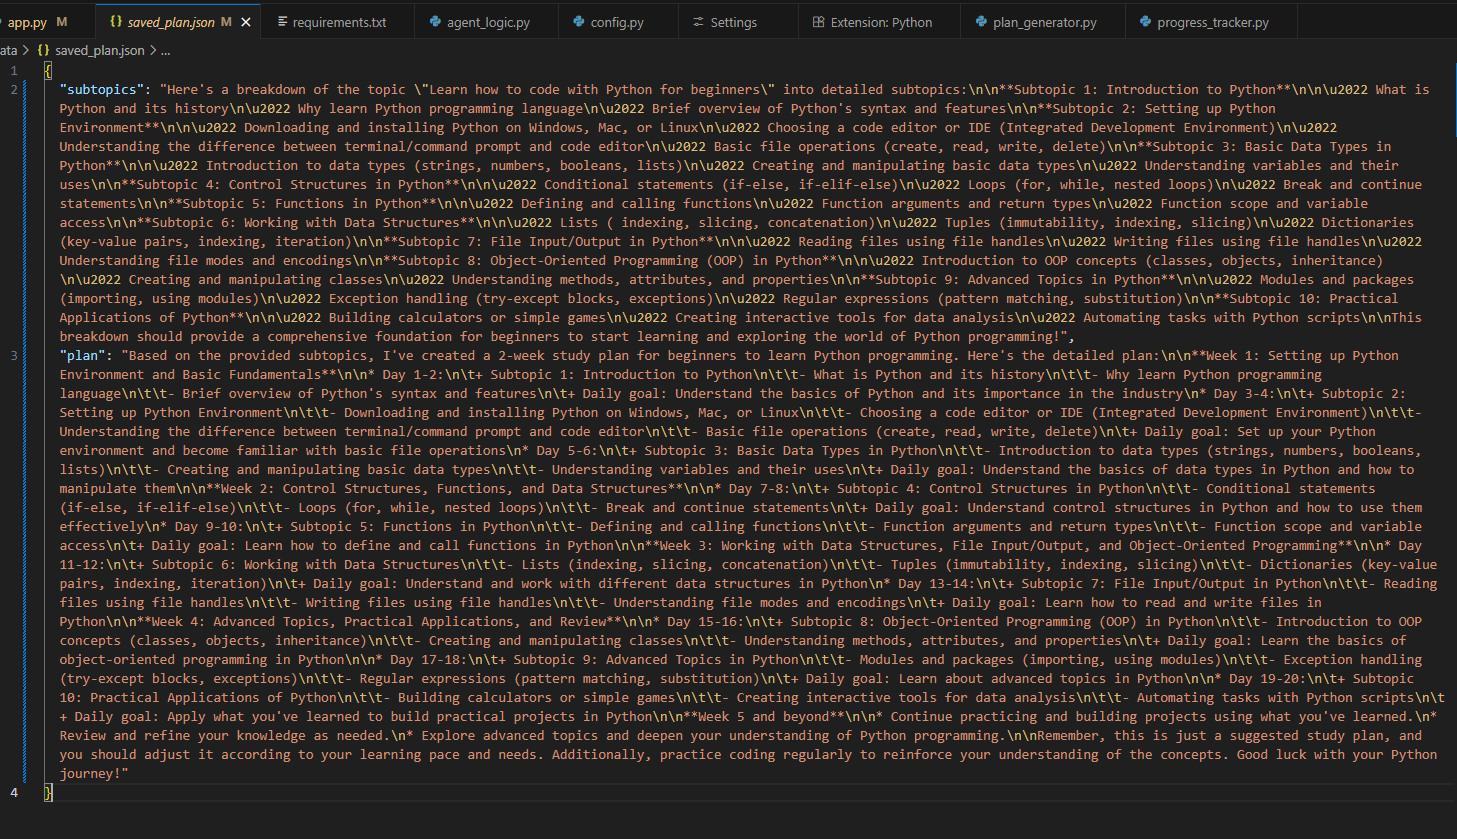 app.py M {} saved_plan.json M × requirements.txt agent_logic.py config.py Settings Extension: Python plan_generator.py progress_tracker.py
ata > {} saved_plan.json > ...
1 {
2 "subtopics": "Here's a breakdown of the topic \"Learn how to code with Python for beginners\" into detailed subtopics:\n\n**Subtopic 1: Introduction to Python**\n\n\u2022 What is
Python and its history\n\u2022 Why learn Python programming language\n\u2022 Brief overview of Python's syntax and features\n\n**Subtopic 2: Setting up Python
Environment**\n\n\u2022 Downloading and installing Python on Windows, Mac, or Linux\n\u2022 Choosing a code editor or IDE (Integrated Development Environment)\n\u2022
Understanding the difference between terminal/command prompt and code editor\n\u2022 Basic file operations (create, read, write, delete)\n\n**Subtopic 3: Basic Data Types in
Python**\n\n\u2022 Introduction to data types (strings, numbers, booleans, lists)\n\u2022 Creating and manipulating basic data types\n\u2022 Understanding variables and their
uses\n\n**Subtopic 4: Control Structures in Python**\n\n\u2022 Conditional statements (if-else, if-elif-else)\n\u2022 Loops (for, while, nested loops)\n\u2022 Break and continue
statements\n\n**Subtopic 5: Functions in Python**\n\n\u2022 Defining and calling functions\n\u2022 Function arguments and return types\n\u2022 Function scope and variable
access\n\n**Subtopic 6: Working with Data Structures**\n\n\u2022 Lists ( indexing, slicing, concatenation)\n\u2022 Tuples (immutability, indexing, slicing)\n\u2022 Dictionaries
(key-value pairs, indexing, iteration)\n\n**Subtopic 7: File Input/Output in Python**\n\n\u2022 Reading files using file handles\n\u2022 Writing files using file handles\n\u2022
Understanding file modes and encodings\n\n**Subtopic 8: Object-Oriented Programming (OOP) in Python**\n\n\u2022 Introduction to OOP concepts (classes, objects, inheritance)
\n\u2022 Creating and manipulating classes\n\u2022 Understanding methods, attributes, and properties\n\n**Subtopic 9: Advanced Topics in Python**\n\n\u2022 Modules and packages
(importing, using modules)\n\u2022 Exception handling (try-except blocks, exceptions)\n\u2022 Regular expressions (pattern matching, substitution)\n\n**Subtopic 10: Practical
Applications of Python**\n\n\u2022 Building calculators or simple games\n\u2022 Creating interactive tools for data analysis\n\u2022 Automating tasks with Python scripts\n\nThis
breakdown should provide a comprehensive foundation for beginners to start learning and exploring the world of Python programming!",
3 "plan": "Based on the provided subtopics, I've created a 2-week study plan for beginners to learn Python programming. Here's the detailed plan:\n\n**Week 1: Setting up Python
Environment and Basic Fundamentals**\n\n* Day 1-2:\n\t+ Subtopic 1: Introduction to Python\n\t\t- What is Python and its history\n\t\t- Why learn Python programming
language\n\t\t- Brief overview of Python's syntax and features\n\t+ Daily goal: Understand the basics of Python and its importance in the industry\n* Day 3-4:\n\t+ Subtopic 2:
Setting up Python Environment\n\t\t- Downloading and installing Python on Windows, Mac, or Linux\n\t\t- Choosing a code editor or IDE (Integrated Development Environment)\n\t\t-
Understanding the difference between terminal/command prompt and code editor\n\t\t- Basic file operations (create, read, write, delete)\n\t+ Daily goal: Set up your Python
environment and become familiar with basic file operations\n* Day 5-6:\n\t+ Subtopic 3: Basic Data Types in Python\n\t\t- Introduction to data types (strings, numbers, booleans,
lists)\n\t\t- Creating and manipulating basic data types\n\t\t- Understanding variables and their uses\n\t+ Daily goal: Understand the basics of data types in Python and how to
manipulate them\n\n**Week 2: Control Structures, Functions, and Data Structures**\n\n* Day 7-8:\n\t+ Subtopic 4: Control Structures in Python\n\t\t- Conditional statements
(if-else, if-elif-else)\n\t\t- Loops (for, while, nested loops)\n\t\t- Break and continue statements\n\t+ Daily goal: Understand control structures in Python and how to use them
effectively\n* Day 9-10:\n\t+ Subtopic 5: Functions in Python\n\t\t- Defining and calling functions\n\t\t- Function arguments and return types\n\t\t- Function scope and variable
access\n\t+ Daily goal: Learn how to define and call functions in Python\n\n**Week 3: Working with Data Structures, File Input/Output, and Object-Oriented Programming**\n\n* Day
11-12:\n\t+ Subtopic 6: Working with Data Structures\n\t\t- Lists (indexing, slicing, concatenation)\n\t\t- Tuples (immutability, indexing, slicing)\n\t\t- Dictionaries (key-value
pairs, indexing, iteration)\n\t+ Daily goal: Understand and work with different data structures in Python\n* Day 13-14:\n\t+ Subtopic 7: File Input/Output in Python\n\t\t- Reading
files using file handles\n\t\t- Writing files using file handles\n\t\t- Understanding file modes and encodings\n\t+ Daily goal: Learn how to read and write files in
Python\n\n**Week 4: Advanced Topics, Practical Applications, and Review**\n\n* Day 15-16:\n\t+ Subtopic 8: Object-Oriented Programming (OOP) in Python\n\t\t- Introduction to OOP
concepts (classes, objects, inheritance)\n\t\t- Creating and manipulating classes\n\t\t- Understanding methods, attributes, and properties\n\t+ Daily goal: Learn the basics of
object-oriented programming in Python\n\n* Day 17-18:\n\t+ Subtopic 9: Advanced Topics in Python\n\t\t- Modules and packages (importing, using modules)\n\t\t- Exception handling
(try-except blocks, exceptions)\n\t\t- Regular expressions (pattern matching, substitution)\n\t+ Daily goal: Learn about advanced topics in Python\n\n* Day 19-20:\n\t+ Subtopic
10: Practical Applications of Python\n\t\t- Building calculators or simple games\n\t\t- Creating interactive tools for data analysis\n\t\t- Automating tasks with Python scripts\n\t
+ Daily goal: Apply what you've learned to build practical projects in Python\n\n**Week 5 and beyond**\n\n* Continue practicing and building projects using what you've learned.\n*
Review and refine your knowledge as needed.\n* Explore advanced topics and deepen your understanding of Python programming.\n\nRemember, this is just a suggested study plan, and
you should adjust it according to your learning pace and needs. Additionally, practice coding regularly to reinforce your understanding of the concepts. Good luck with your Python
journey!"
4 }